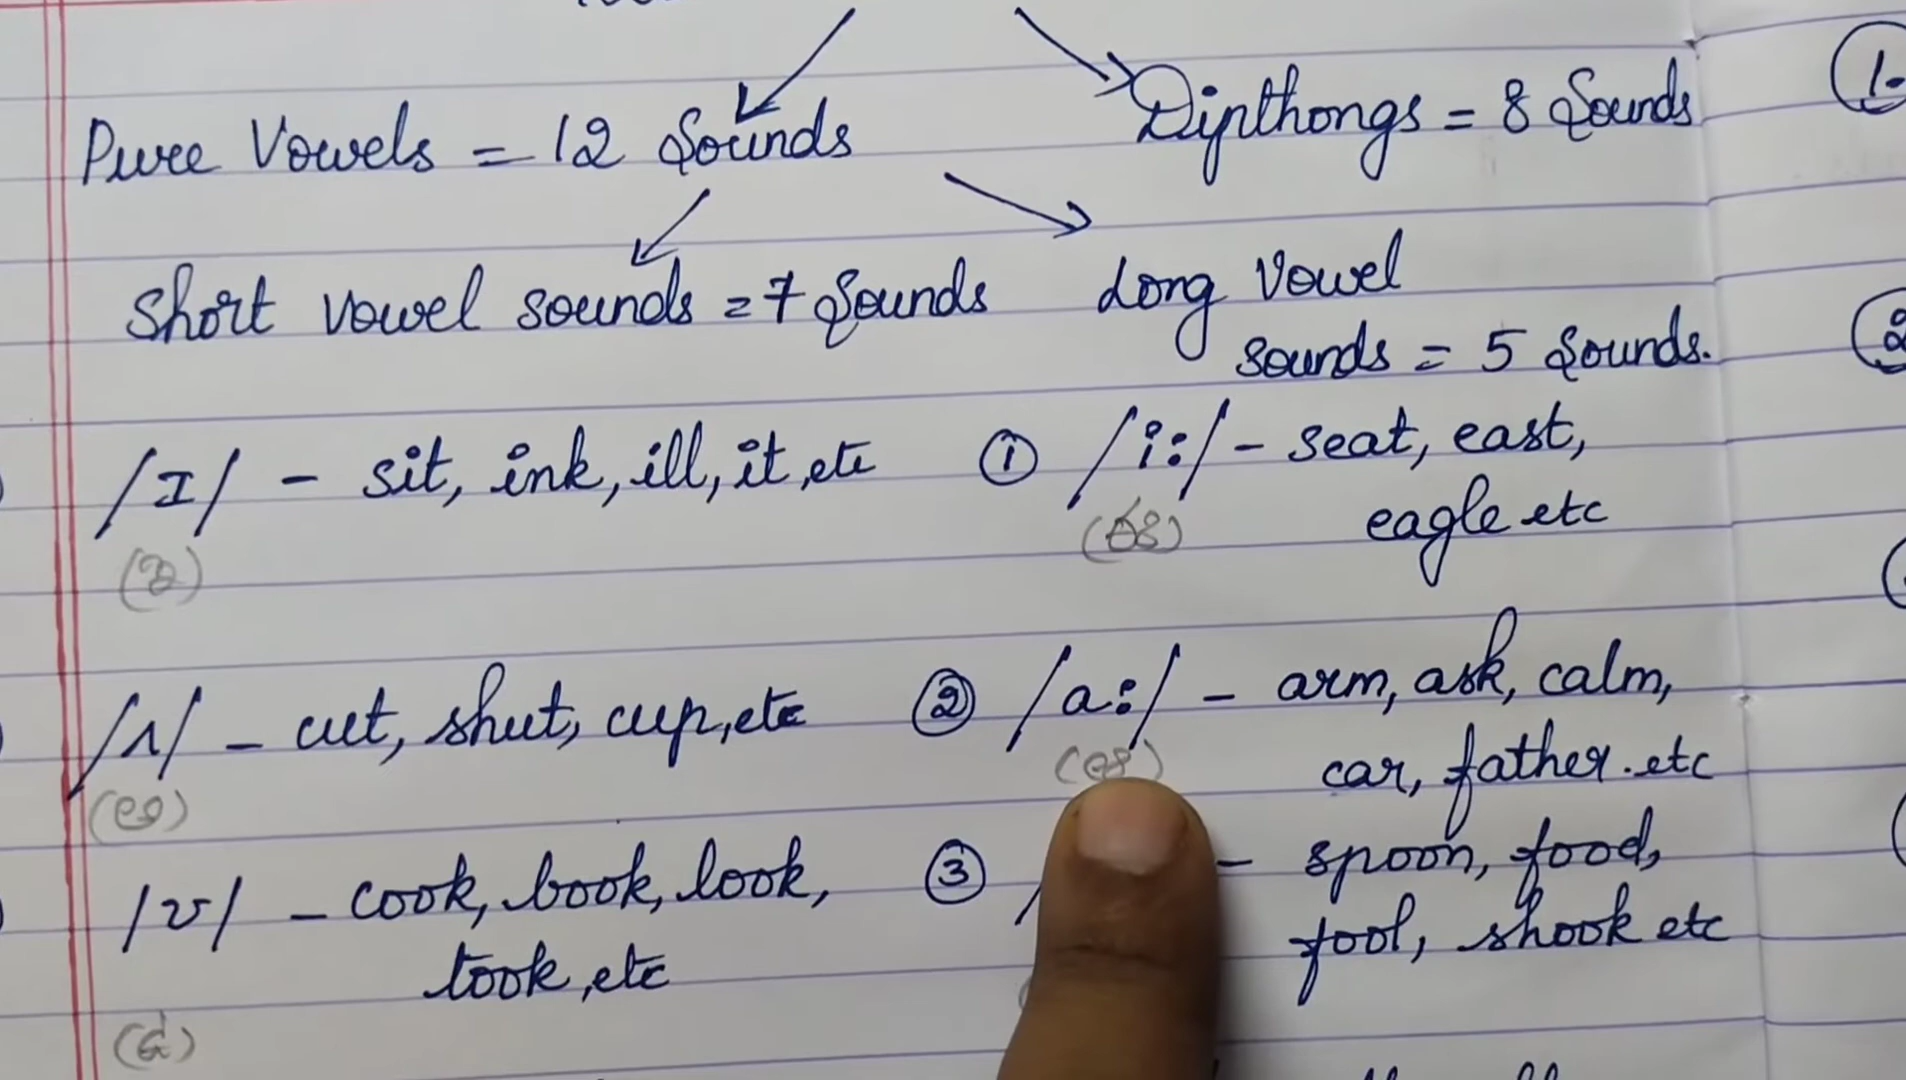 Pure Vowels = 12 Sounds
Dipthongs = 8 Sounds
1.
Short vowel sounds = 7 Sounds
Long Vowel
sounds = 5 Sounds.
2
/I/ - sit, ink, ill, it, etc
① /i:/ - seat, east,
eagle etc
/ʌ/ - cut, shut, cup, etc
② /a:/ - arm, ask, calm,
car, father. etc
/ʊ/ - cook, book, look,
took, etc
③ / - spoon, food,
fool, shook etc